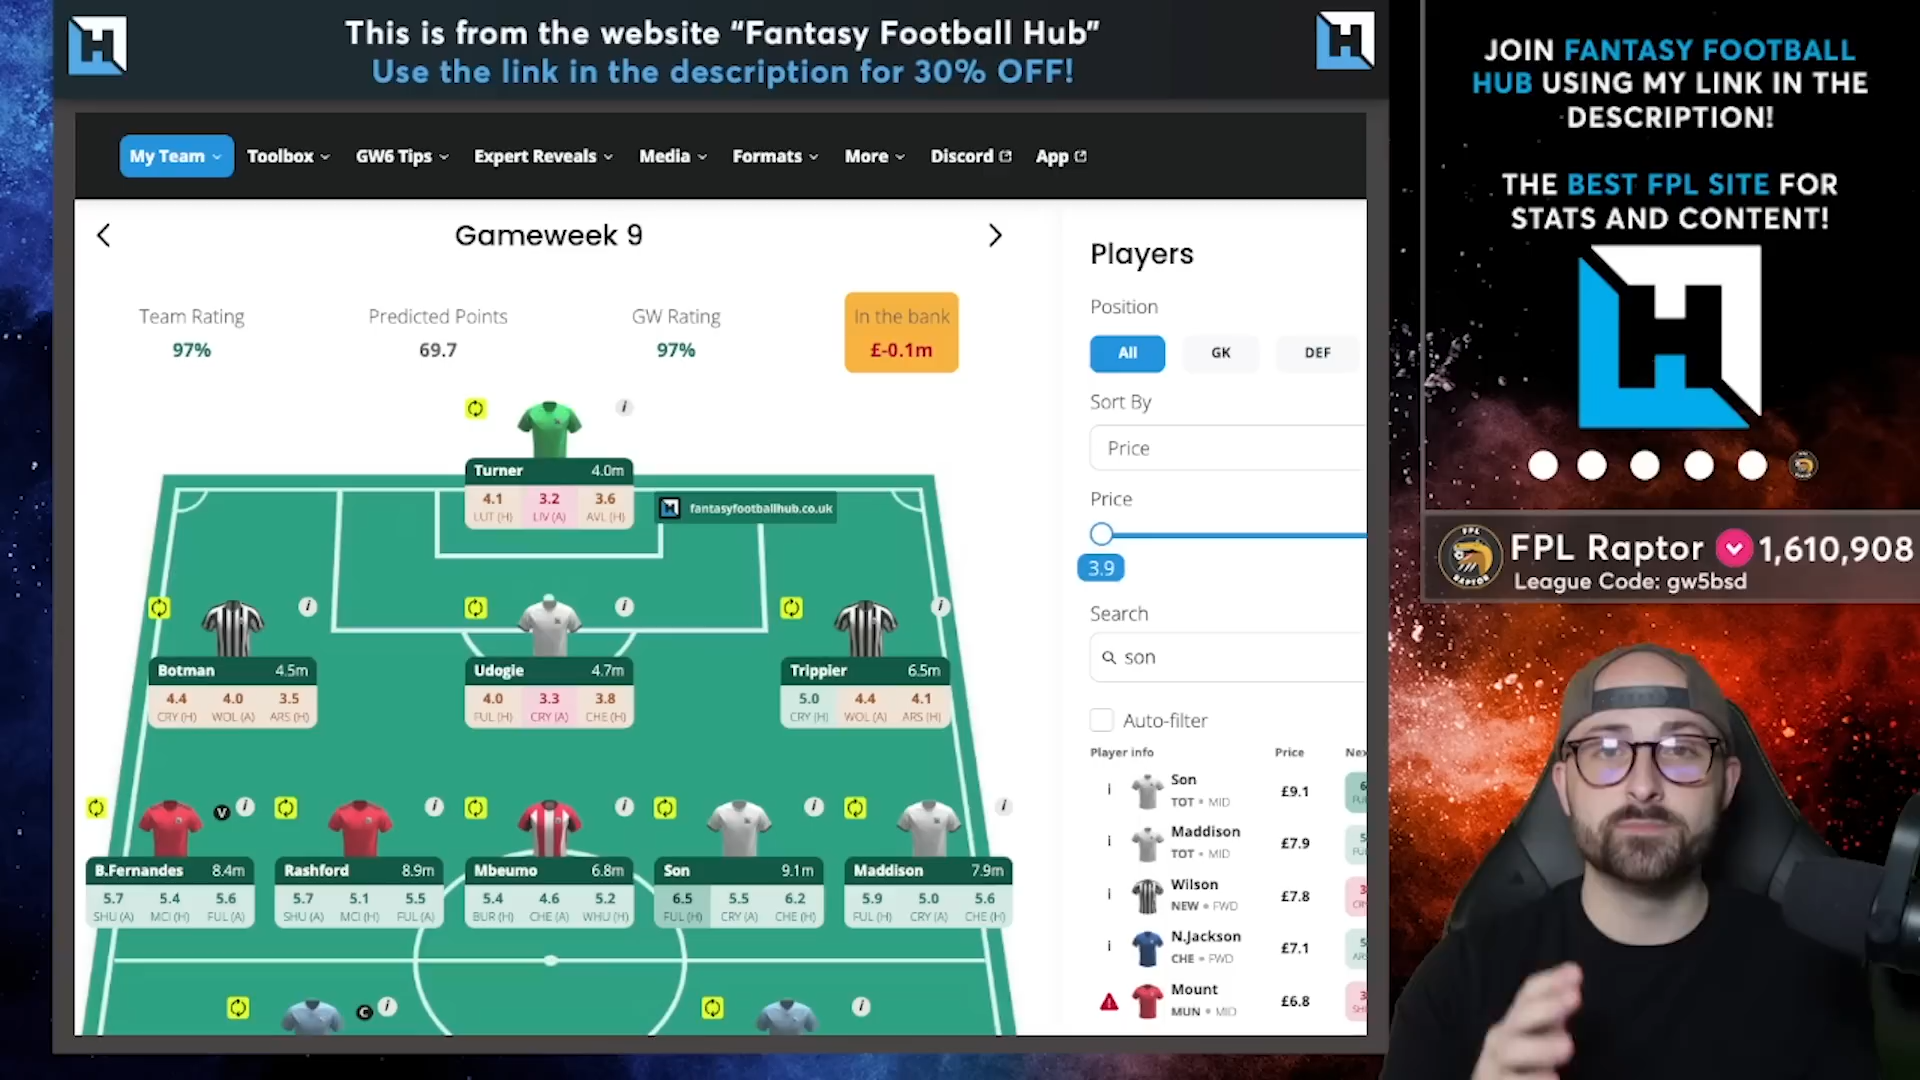 This is from the website “Fantasy Football Hub”
Use the link in the description for 30% OFF!
My Team
Toolbox
GW6 Tips
Expert Reveals
Media
Formats
More
Discord
App
Gameweek 9
Team Rating
97%
Predicted Points
69.7
GW Rating
97%
In the bank
£-0.1m
i
Turner 4.0m
4.1 3.2 3.6
LUT (H) LIV (A) AVL (H)
fantasyfootballhub.co.uk
i
i
i
Botman 4.5m
4.4 4.0 3.5
CRY (H) WOL (A) ARS (H)
Udogie 4.7m
4.0 3.3 3.8
FUL (H) CRY (A) CHE (H)
Trippier 6.5m
5.0 4.4 4.1
CRY (H) WOL (A) ARS (H)
V i
i
i
i
i
B.Fernandes 8.4m
5.7 5.4 5.6
SHU (A) MCI (H) FUL (A)
Rashford 8.9m
5.7 5.1 5.5
SHU (A) MCI (H) FUL (A)
Mbeumo 6.8m
5.4 4.6 5.2
BUR (H) CHE (A) WHU (H)
Son 9.1m
6.5 5.5 6.2
FUL (H) CRY (A) CHE (H)
Maddison 7.9m
5.9 5.0 5.6
FUL (H) CRY (A) CHE (H)
C i
i
Players
Position
All GK DEF
Sort By
Price
Price
3.9
Search
son
Auto-filter
Player info Price
i Son £9.1
TOT • MID
i Maddison £7.9
TOT • MID
i Wilson £7.8
NEW • FWD
i N.Jackson £7.1
CHE • FWD
Mount £6.8
MUN • MID
JOIN FANTASY FOOTBALL
HUB USING MY LINK IN THE
DESCRIPTION!
THE BEST FPL SITE FOR
STATS AND CONTENT!
FPL
RAPTOR
FPL Raptor 1,610,908
League Code: gw5bsd